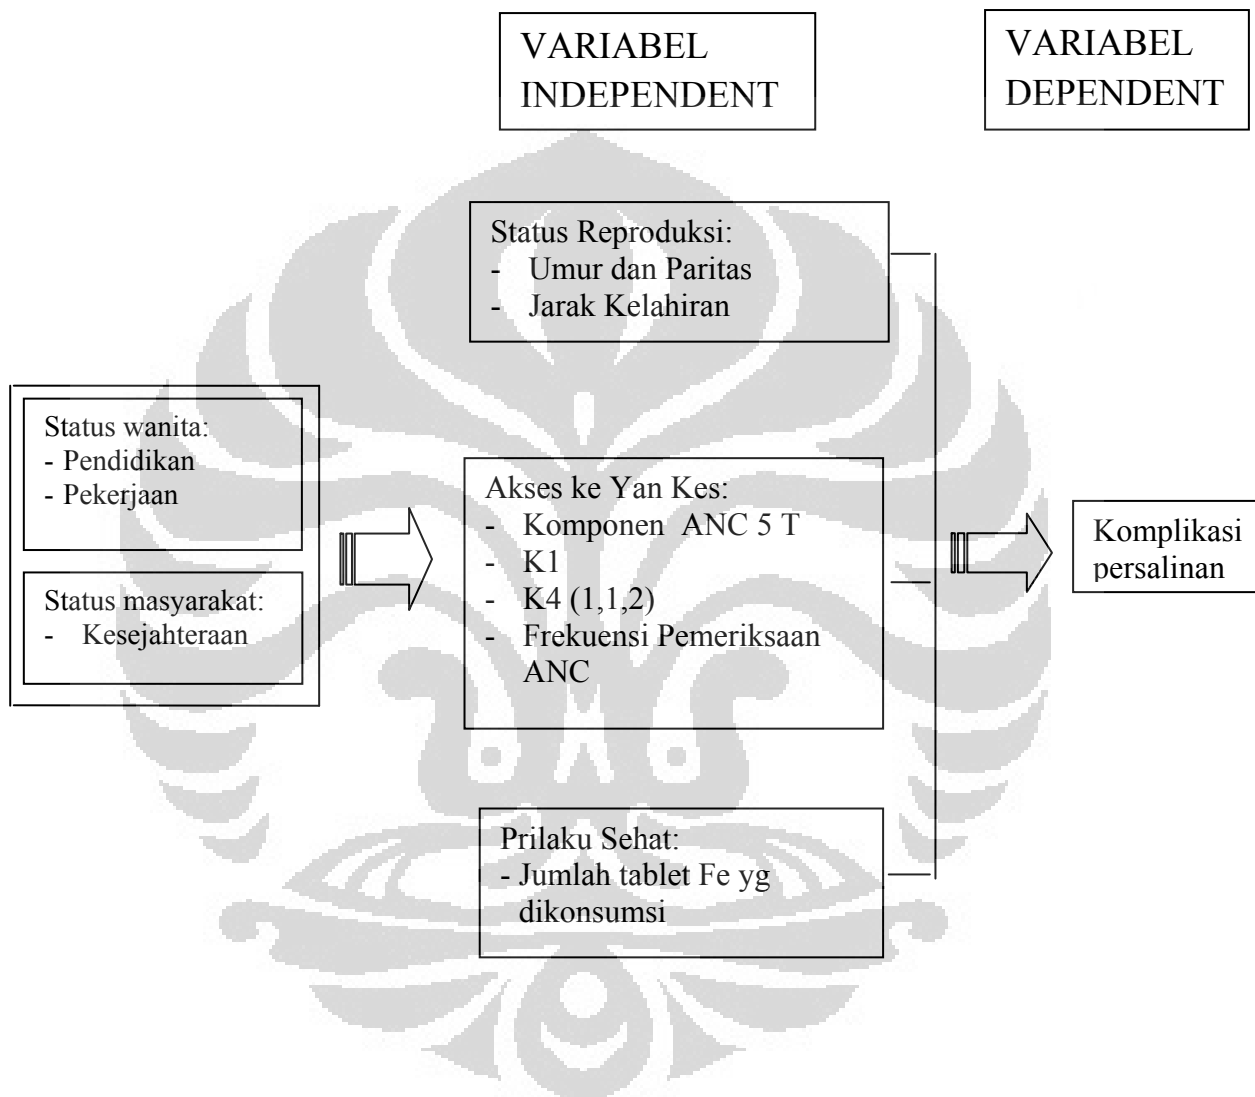 VARIABEL
INDEPENDENT
VARIABEL
DEPENDENT
Status Reproduksi:
- Umur dan Paritas
- Jarak Kelahiran
Status wanita:
- Pendidikan
- Pekerjaan
Status masyarakat:
- Kesejahteraan
Akses ke Yan Kes:
- Komponen ANC 5 T
- K1
- K4 (1,1,2)
- Frekuensi Pemeriksaan
ANC
Komplikasi
persalinan
Prilaku Sehat:
- Jumlah tablet Fe yg
dikonsumsi